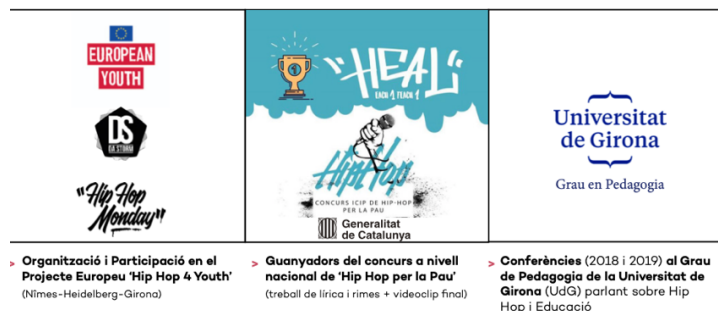 EUROPEAN
YOUTH
DS
DA STORM
"Hip Hop
Monday"
"HEAL"
EACH 1 TEACH 1
HipHop
CONCURS ICIP DE HIP-HOP
PER LA PAU
Generalitat
de Catalunya
Universitat
de Girona
Grau en Pedagogia
> Organització i Participació en el
Projecte Europeu ‘Hip Hop 4 Youth’
(Nîmes-Heidelberg-Girona)
> Guanyadors del concurs a nivell
nacional de ‘Hip Hop per la Pau’
(treball de lírica i rimes + videoclip final)
> Conferències (2018 i 2019) al Grau
de Pedagogia de la Universitat de
Girona (UdG) parlant sobre Hip
Hop i Educació